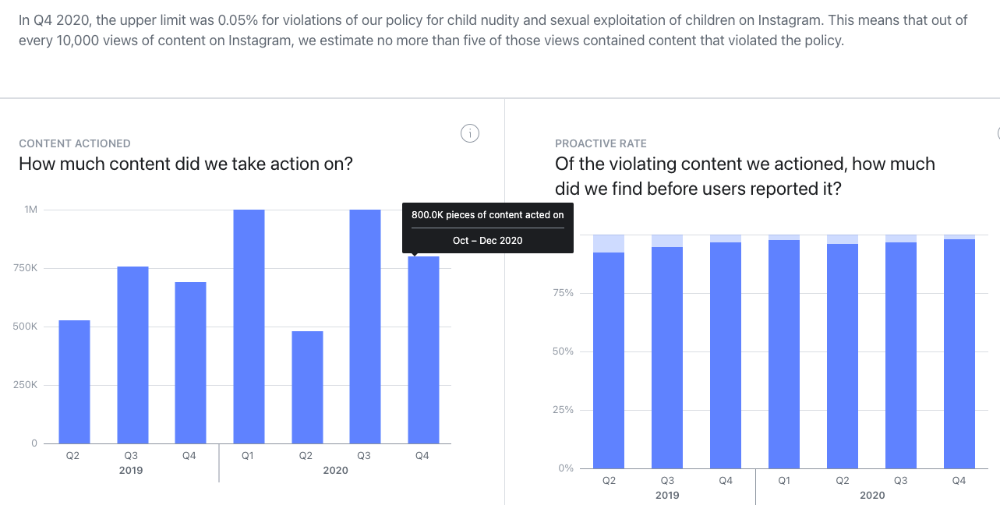 In Q4 2020, the upper limit was 0.05% for violations of our policy for child nudity and sexual exploitation of children on Instagram. This means that out of
every 10,000 views of content on Instagram, we estimate no more than five of those views contained content that violated the policy.
CONTENT ACTIONED
How much content did we take action on?
1M
750K
500K
250K
0
800.0K pieces of content acted on
Oct – Dec 2020
Q2 Q3 Q4 Q1 Q2 Q3 Q4
2019 2020
PROACTIVE RATE
Of the violating content we actioned, how much
did we find before users reported it?
75%
50%
25%
0%
Q2 Q3 Q4 Q1 Q2 Q3 Q4
2019 2020